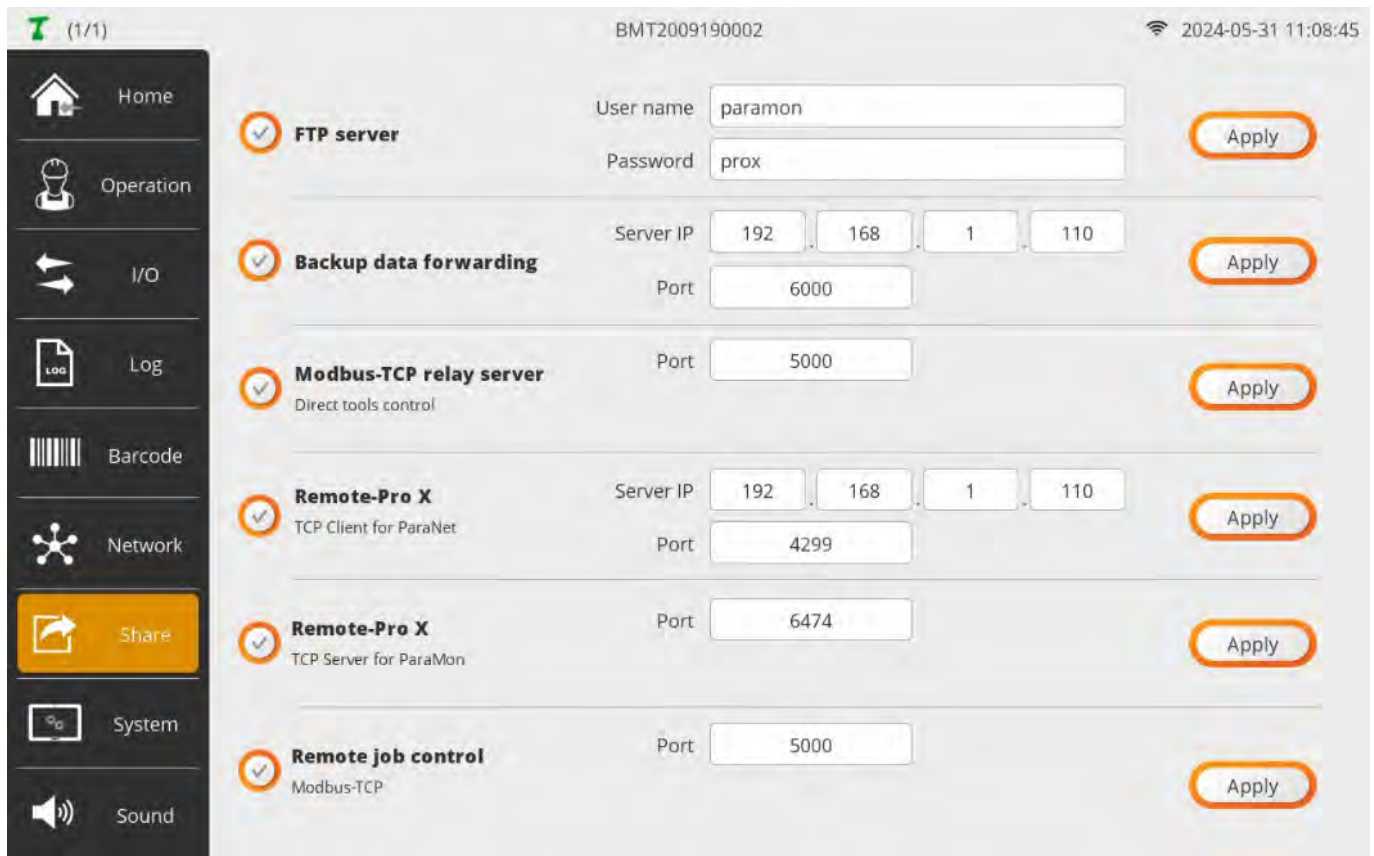 (1/1)
BMT2009190002
2024-05-31 11:08:45
Home
Operation
I/O
LOG
Log
Barcode
Network
Share
System
Sound
FTP server
User name paramon
Password prox
Apply
Backup data forwarding
Server IP 192 . 168 . 1 . 110
Port 6000
Apply
Modbus-TCP relay server
Direct tools control
Port 5000
Apply
Remote-Pro X
TCP Client for ParaNet
Server IP 192 . 168 . 1 . 110
Port 4299
Apply
Remote-Pro X
TCP Server for ParaMon
Port 6474
Apply
Remote job control
Modbus-TCP
Port 5000
Apply